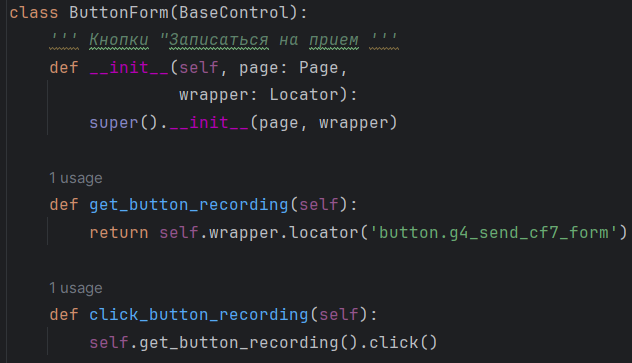 class ButtonForm(BaseControl):
    ''' Кнопки "Записаться на прием '''
    def __init__(self, page: Page,
                 wrapper: Locator):
        super().__init__(page, wrapper)
    1 usage
    def get_button_recording(self):
        return self.wrapper.locator('button.g4_send_cf7_form')
    1 usage
    def click_button_recording(self):
        self.get_button_recording().click()